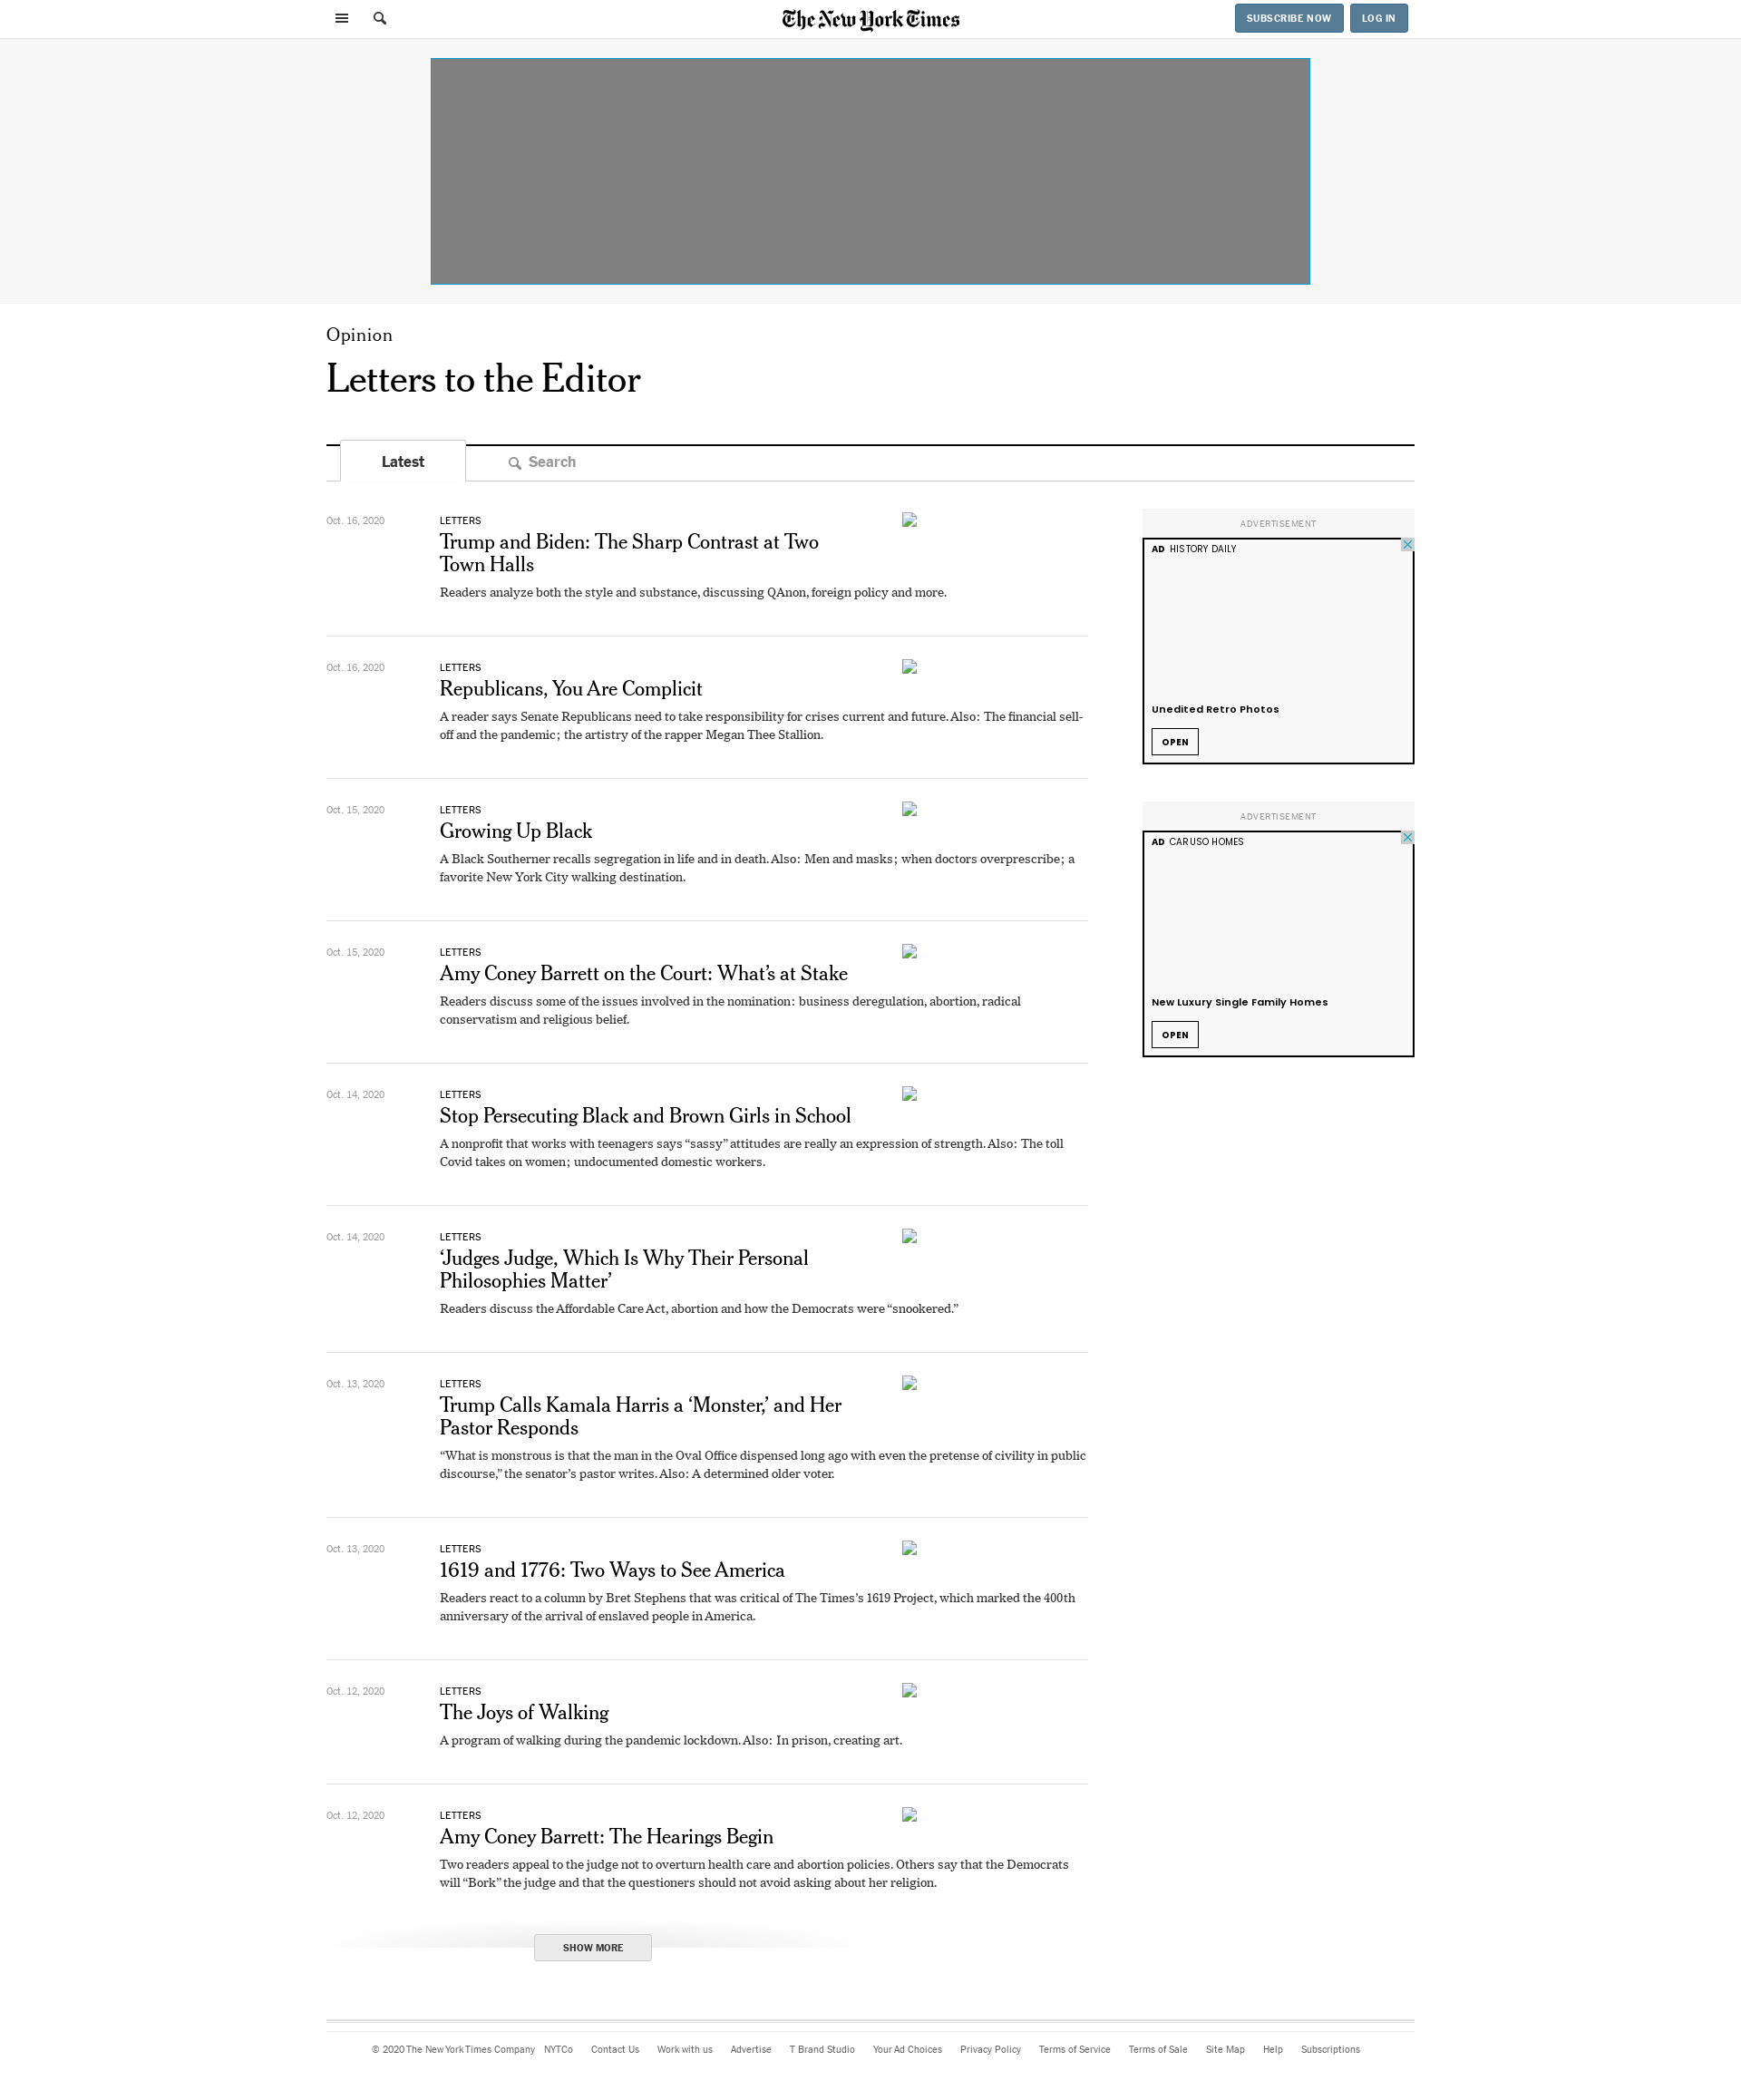 The New York Times
SUBSCRIBE NOW
LOG IN
Opinion
Letters to the Editor
Latest
Search
Oct. 16, 2020
LETTERS
Trump and Biden: The Sharp Contrast at Two
Town Halls
Readers analyze both the style and substance, discussing QAnon, foreign policy and more.
Oct. 16, 2020
LETTERS
Republicans, You Are Complicit
A reader says Senate Republicans need to take responsibility for crises current and future. Also: The financial sell-
off and the pandemic; the artistry of the rapper Megan Thee Stallion.
Oct. 15, 2020
LETTERS
Growing Up Black
A Black Southerner recalls segregation in life and in death. Also: Men and masks; when doctors overprescribe; a
favorite New York City walking destination.
Oct. 15, 2020
LETTERS
Amy Coney Barrett on the Court: What’s at Stake
Readers discuss some of the issues involved in the nomination: business deregulation, abortion, radical
conservatism and religious belief.
Oct. 14, 2020
LETTERS
Stop Persecuting Black and Brown Girls in School
A nonprofit that works with teenagers says “sassy” attitudes are really an expression of strength. Also: The toll
Covid takes on women; undocumented domestic workers.
Oct. 14, 2020
LETTERS
‘Judges Judge, Which Is Why Their Personal
Philosophies Matter’
Readers discuss the Affordable Care Act, abortion and how the Democrats were “snookered.”
Oct. 13, 2020
LETTERS
Trump Calls Kamala Harris a ‘Monster,’ and Her
Pastor Responds
“What is monstrous is that the man in the Oval Office dispensed long ago with even the pretense of civility in public
discourse,” the senator’s pastor writes. Also: A determined older voter.
Oct. 13, 2020
LETTERS
1619 and 1776: Two Ways to See America
Readers react to a column by Bret Stephens that was critical of The Times’s 1619 Project, which marked the 400th
anniversary of the arrival of enslaved people in America.
Oct. 12, 2020
LETTERS
The Joys of Walking
A program of walking during the pandemic lockdown. Also: In prison, creating art.
Oct. 12, 2020
LETTERS
Amy Coney Barrett: The Hearings Begin
Two readers appeal to the judge not to overturn health care and abortion policies. Others say that the Democrats
will “Bork” the judge and that the questioners should not avoid asking about her religion.
SHOW MORE
ADVERTISEMENT
AD HISTORY DAILY
Unedited Retro Photos
OPEN
ADVERTISEMENT
AD CARUSO HOMES
New Luxury Single Family Homes
OPEN
© 2020 The New York Times Company NYTCo Contact Us Work with us Advertise T Brand Studio Your Ad Choices Privacy Policy Terms of Service Terms of Sale Site Map Help Subscriptions